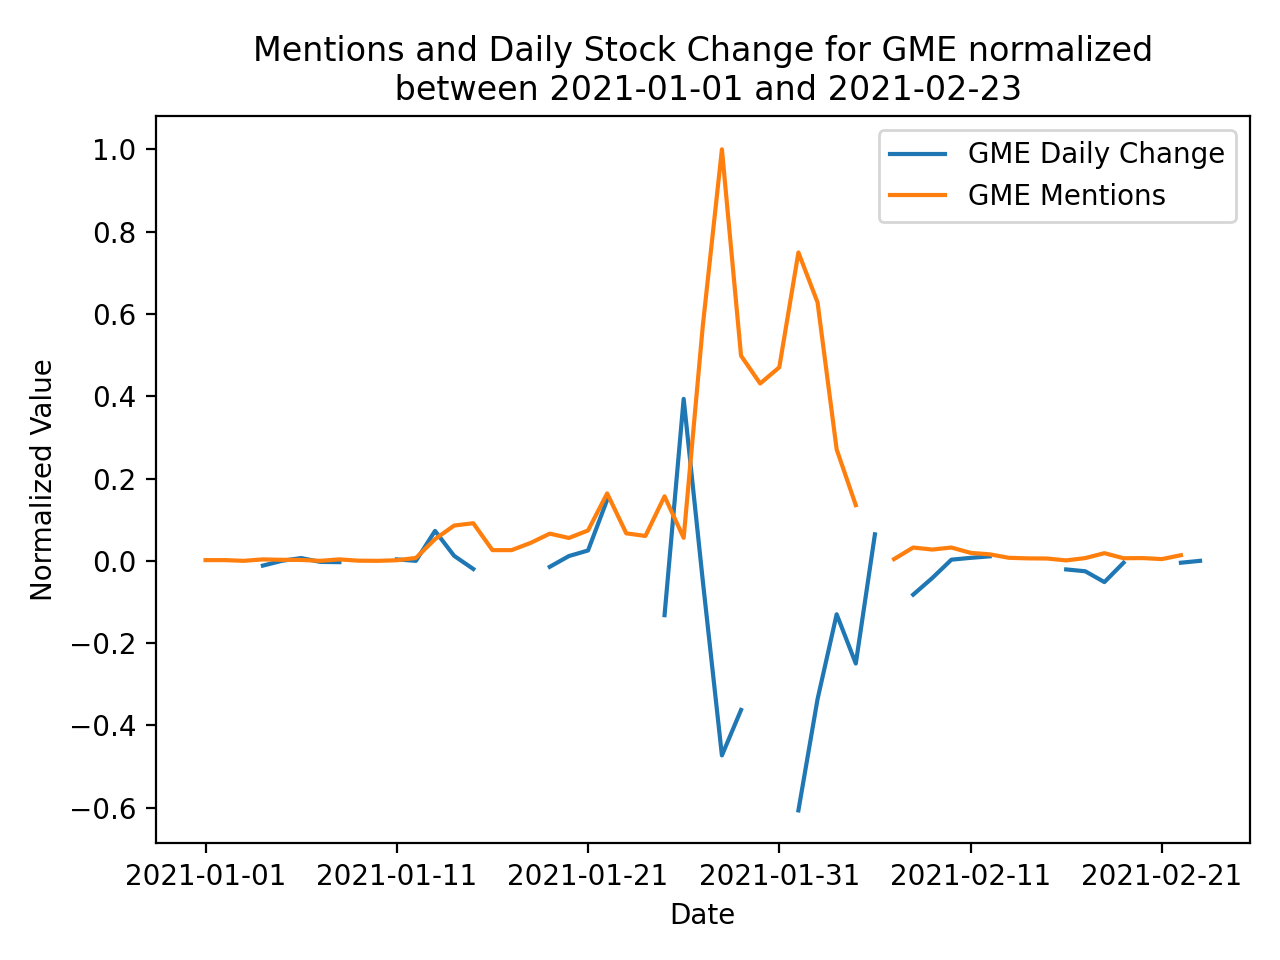 Mentions and Daily Stock Change for GME normalized
between 2021-01-01 and 2021-02-23
GME Daily Change
GME Mentions
1.0
0.8
0.6
0.4
0.2
0.0
−0.2
−0.4
−0.6
Normalized Value
2021-01-01 2021-01-11 2021-01-21 2021-01-31 2021-02-11 2021-02-21
Date